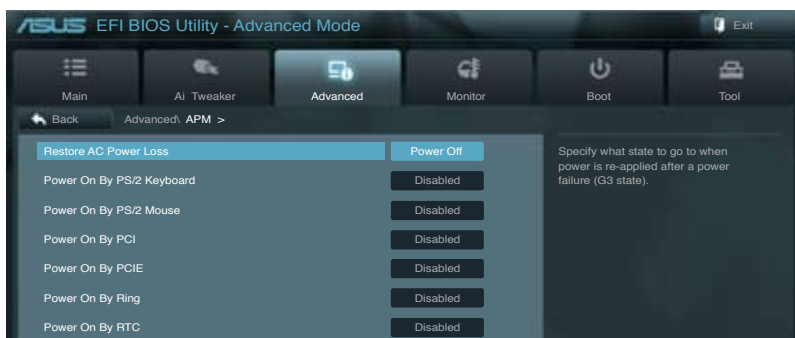 ASUS EFI BIOS Utility - Advanced Mode
Exit
Main
Ai Tweaker
Advanced
Monitor
Boot
Tool
Back
Advanced\ APM >
Restore AC Power Loss
Power Off
Power On By PS/2 Keyboard
Disabled
Power On By PS/2 Mouse
Disabled
Power On By PCI
Disabled
Power On By PCIE
Disabled
Power On By Ring
Disabled
Power On By RTC
Disabled
Specify what state to go to when
power is re-applied after a power
failure (G3 state).